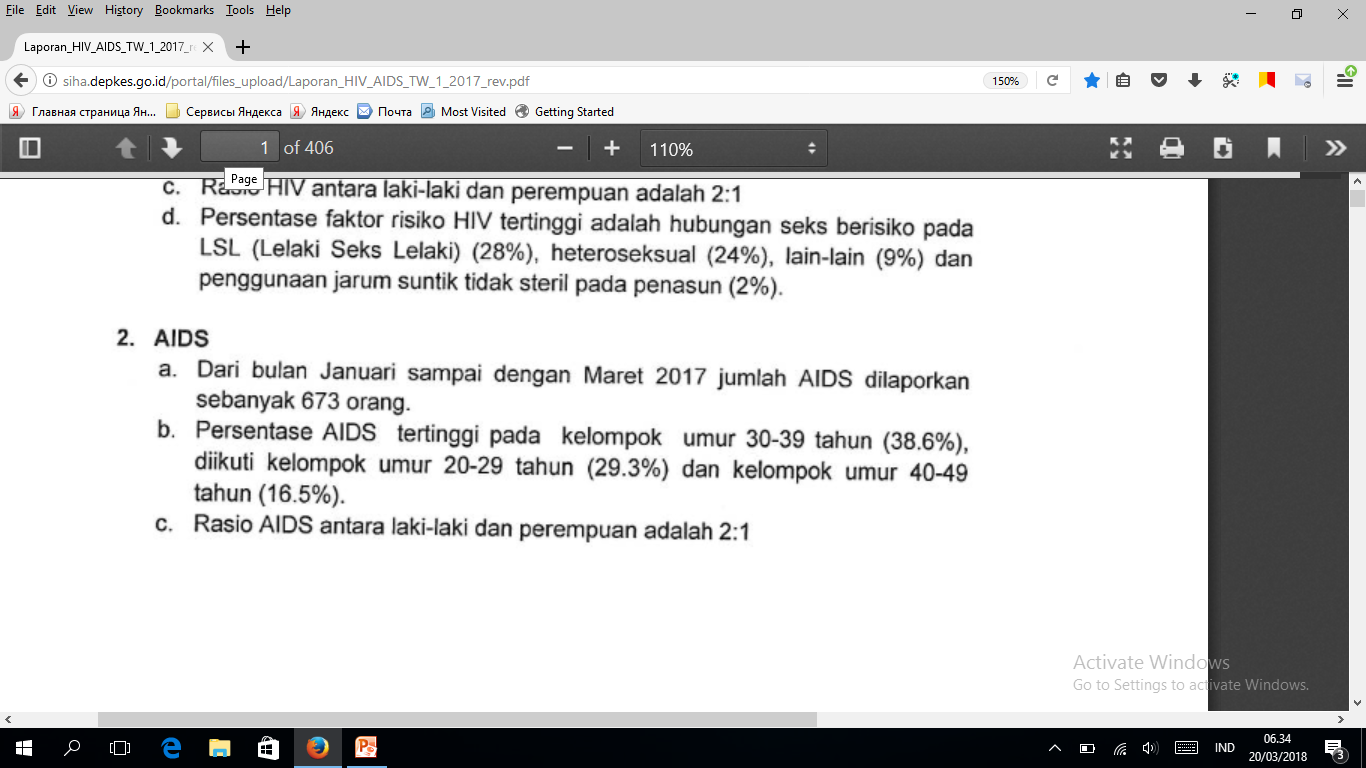 File Edit View History Bookmarks Tools Help
Laporan_HIV_AIDS_TW_1_2017_r
siha.depkes.go.id/portal/files_upload/Laporan_HIV_AIDS_TW_1_2017_rev.pdf
150%
Главная страница Ян... Сервисы Яндекса Яндекс Почта Most Visited Getting Started
1 of 406
110%
Page
c. Rasio HIV antara laki-laki dan perempuan adalah 2:1
d. Persentase faktor risiko HIV tertinggi adalah hubungan seks berisiko pada
LSL (Lelaki Seks Lelaki) (28%), heteroseksual (24%), lain-lain (9%) dan
penggunaan jarum suntik tidak steril pada penasun (2%).
2. AIDS
a. Dari bulan Januari sampai dengan Maret 2017 jumlah AIDS dilaporkan
sebanyak 673 orang.
b. Persentase AIDS tertinggi pada kelompok umur 30-39 tahun (38.6%),
diikuti kelompok umur 20-29 tahun (29.3%) dan kelompok umur 40-49
tahun (16.5%).
c. Rasio AIDS antara laki-laki dan perempuan adalah 2:1
Activate Windows
Go to Settings to activate Windows.
IND
06.34
20/03/2018
3